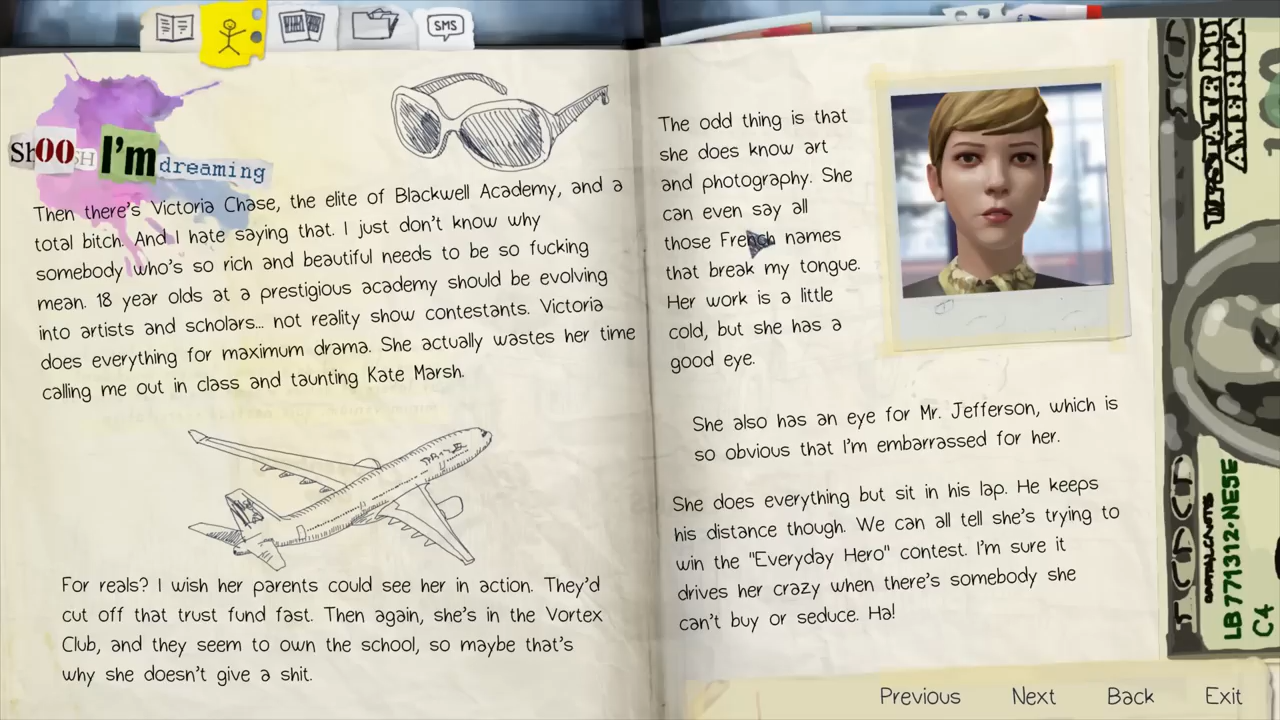 SMS
ShOOSH I'm dreaming
Then there's Victoria Chase, the elite of Blackwell Academy, and a
total bitch. And I hate saying that. I just don't know why
somebody who's so rich and beautiful needs to be so fucking
mean. 18 year olds at a prestigious academy should be evolving
into artists and scholars... not reality show contestants. Victoria
does everything for maximum drama. She actually wastes her time
calling me out in class and taunting Kate Marsh.
For reals? I wish her parents could see her in action. They'd
cut off that trust fund fast. Then again, she's in the Vortex
Club, and they seem to own the school, so maybe that's
why she doesn't give a shit.
The odd thing is that
she does know art
and photography. She
can even say all
those French names
that break my tongue.
Her work is a little
cold, but she has a
good eye.
She also has an eye for Mr. Jefferson, which is
so obvious that I'm embarrassed for her.
She does everything but sit in his lap. He keeps
his distance though. We can all tell she's trying to
win the "Everyday Hero" contest. I'm sure it
drives her crazy when there's somebody she
can't buy or seduce. Ha!
AMERICA
LB771312-NE5E
C4
Previous Next Back Exit